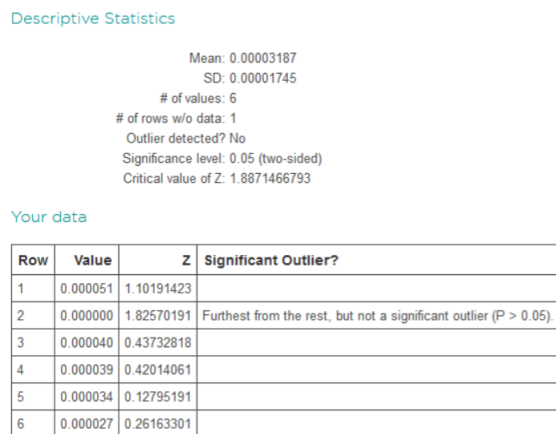 Descriptive Statistics
Mean: 0.00003187
SD: 0.00001745
# of values: 6
# of rows w/o data: 1
Outlier detected? No
Significance level: 0.05 (two-sided)
Critical value of Z: 1.8871466793
Your data
Row Value Z Significant Outlier?
1 0.000051 1.10191423
2 0.000000 1.82570191 Furthest from the rest, but not a significant outlier (P > 0.05).
3 0.000040 0.43732818
4 0.000039 0.42014061
5 0.000034 0.12795191
6 0.000027 0.26163301